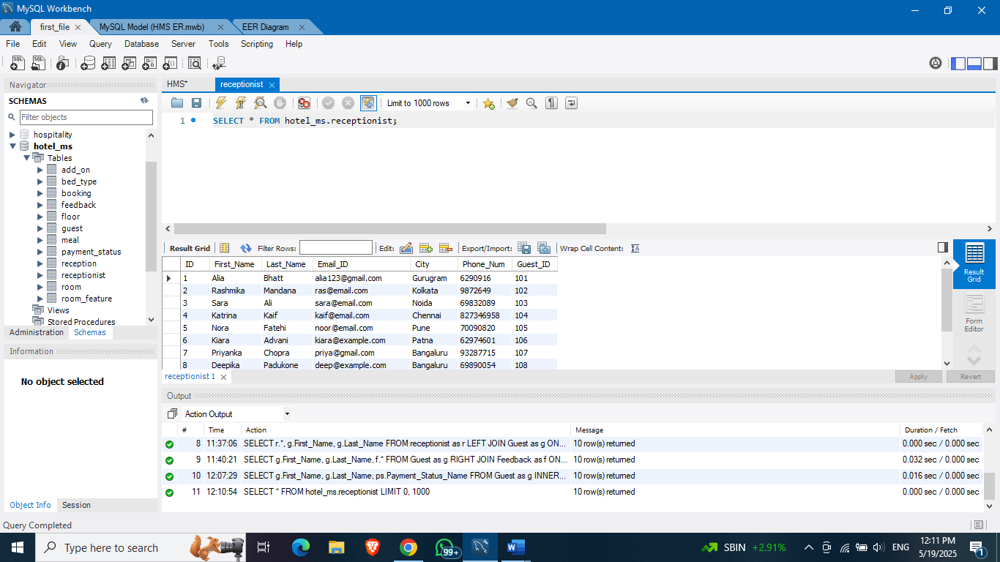 MySQL Workbench
first_file MySQL Model (HMS ER.mwb) EER Diagram
File Edit View Query Database Server Tools Scripting Help
Navigator
SCHEMAS
Filter objects
hospitality
hotel_ms
Tables
add_on
bed_type
booking
feedback
floor
guest
meal
payment_status
reception
receptionist
room
room_feature
Views
Stored Procedures
Administration Schemas
Information
No object selected
Object Info Session
HMS* receptionist
Limit to 1000 rows
1 SELECT * FROM hotel_ms.receptionist;
Result Grid Filter Rows: Edit: Export/Import: Wrap Cell Content:
ID First_Name Last_Name Email_ID City Phone_Num Guest_ID
1 Alia Bhatt alia123@gmail.com Gurugram 6290916 101
2 Rashmika Mandana ras@email.com Kolkata 9872649 102
3 Sara Ali sara@email.com Noida 69832089 103
4 Katrina Kaif kaif@email.com Chennai 827346958 104
5 Nora Fatehi noor@email.com Pune 70090820 105
6 Kiara Advani kiara@example.com Patna 62974601 106
7 Priyanka Chopra priya@gmail.com Bangaluru 93287715 107
8 Deepika Padukone deep@example.com Bangaluru 69890054 108
Result Grid
Form Editor
receptionist 1 Apply Revert
Output
Action Output
# Time Action Message Duration / Fetch
8 11:37:06 SELECT r.*, g.First_Name, g.Last_Name FROM receptionist as r LEFT JOIN Guest as g ON... 10 row(s) returned 0.000 sec / 0.000 sec
9 11:40:21 SELECT g.First_Name, g.Last_Name, f.* FROM Guest as g RIGHT JOIN Feedback as f ON... 10 row(s) returned 0.032 sec / 0.000 sec
10 12:07:29 SELECT g.First_Name, g.Last_Name, ps.Payment_Status_Name FROM Guest as g INNER... 10 row(s) returned 0.016 sec / 0.000 sec
11 12:10:54 SELECT * FROM hotel_ms.receptionist LIMIT 0, 1000 10 row(s) returned 0.000 sec / 0.000 sec
Query Completed
Type here to search 99+ SBIN +2.91% ENG 12:11 PM
5/19/2025 1